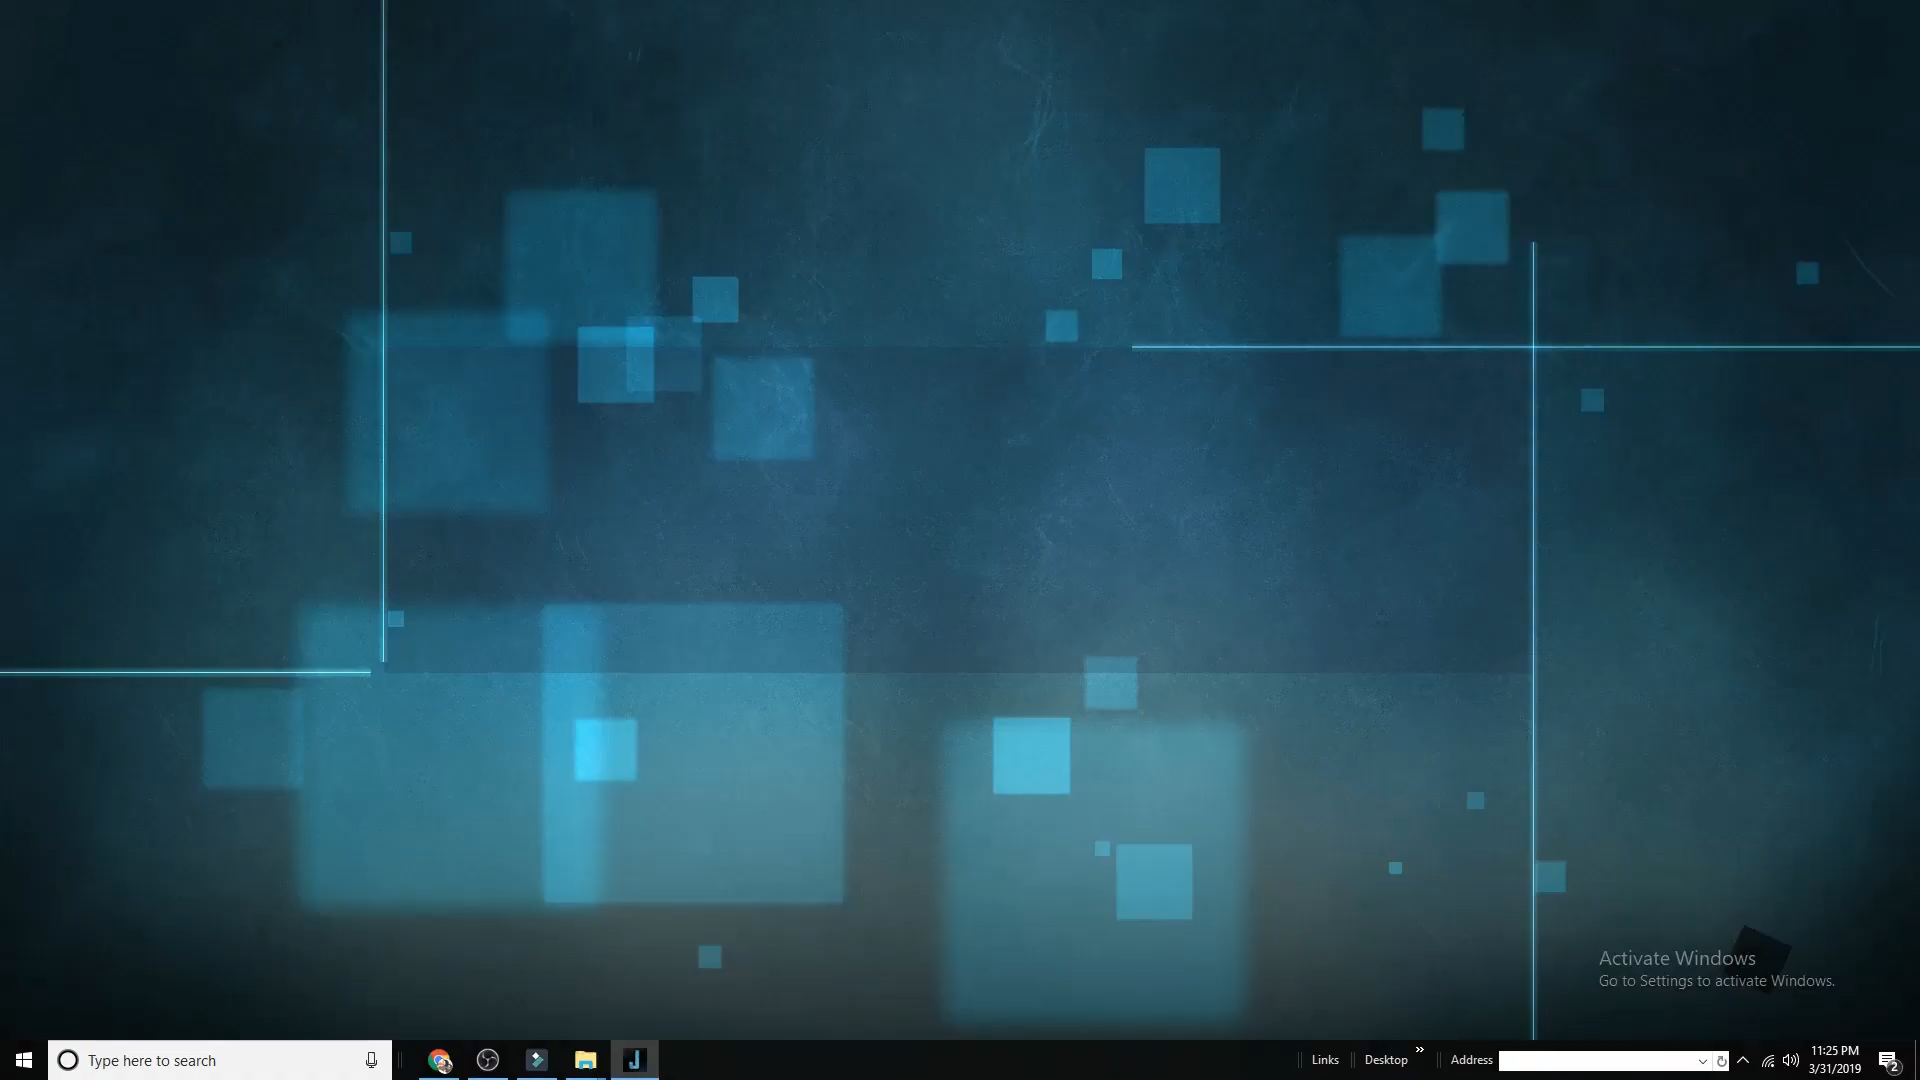 Activate Windows
Go to Settings to activate Windows.
Type here to search
J
Links
Desktop
»
Address
11:25 PM
3/31/2019
2